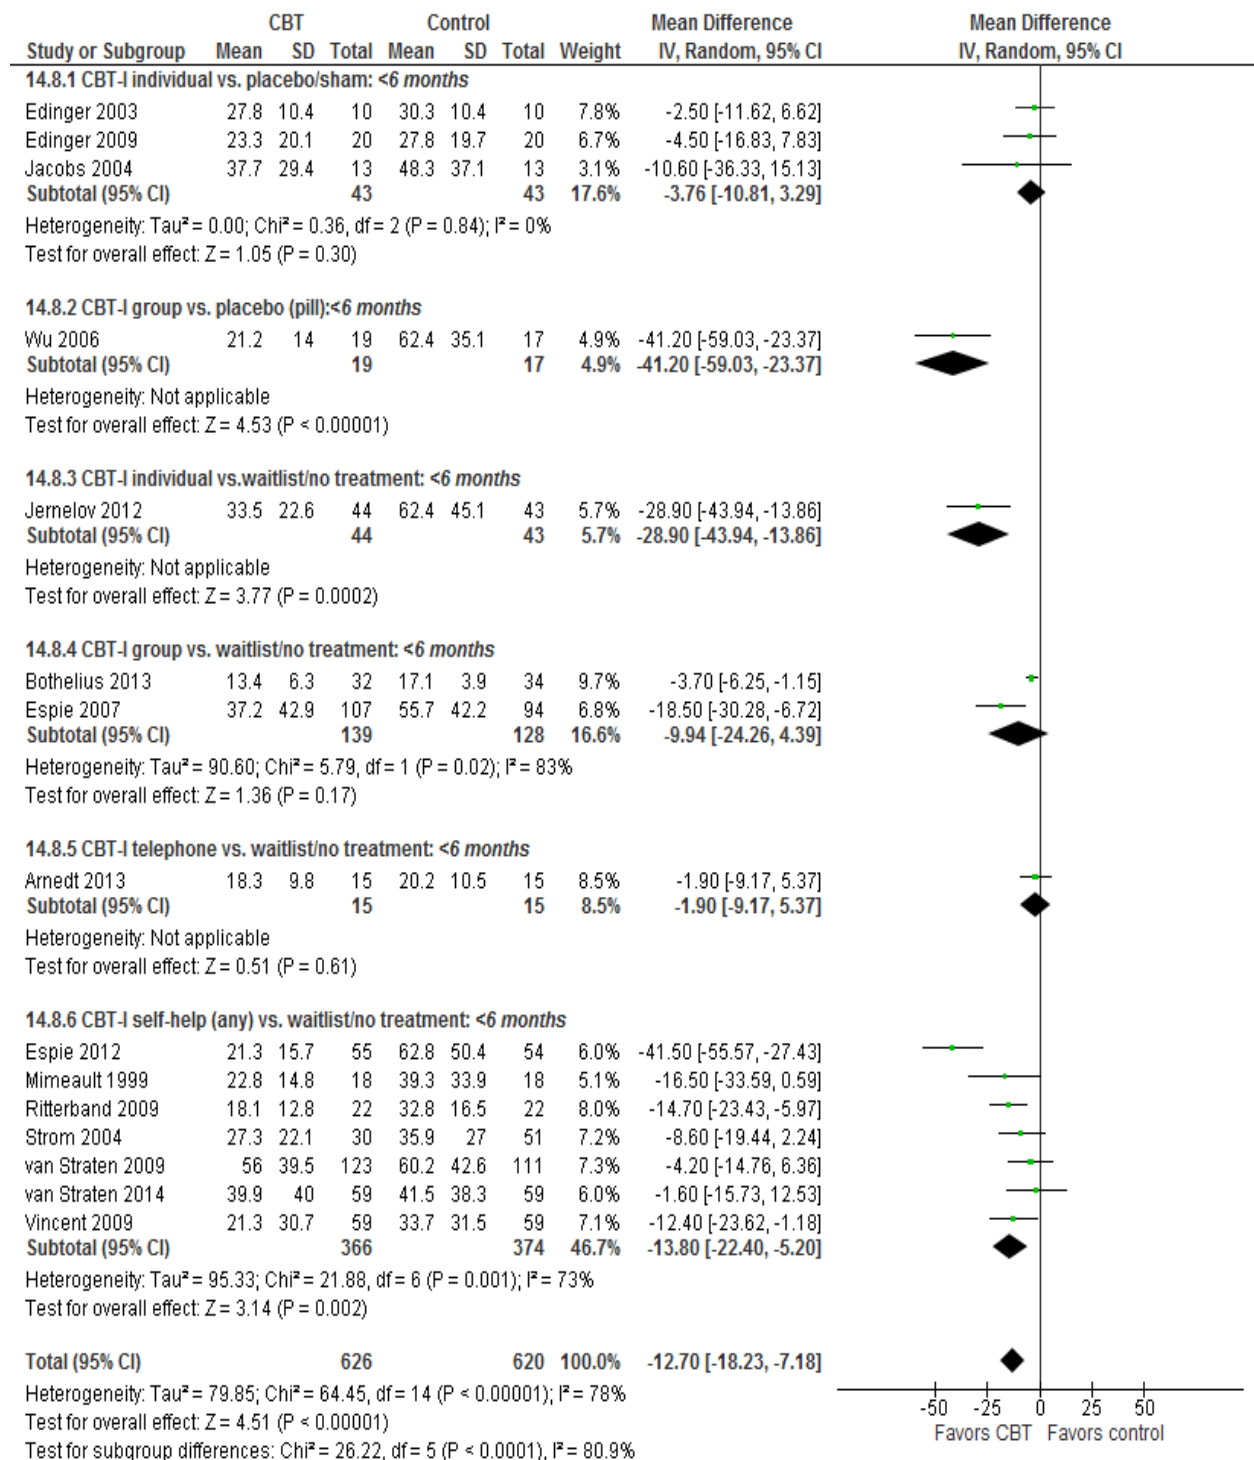 CBT Control Mean Difference Mean Difference
Study or Subgroup Mean SD Total Mean SD Total Weight IV, Random, 95% CI IV, Random, 95% CI
14.8.1 CBT-I individual vs. placebo/sham: <6 months
Edinger 2003 27.8 10.4 10 30.3 10.4 10 7.8% -2.50 [-11.62, 6.62]
Edinger 2009 23.3 20.1 20 27.8 19.7 20 6.7% -4.50 [-16.83, 7.83]
Jacobs 2004 37.7 29.4 13 48.3 37.1 13 3.1% -10.60 [-36.33, 15.13]
Subtotal (95% CI) 43 43 17.6% -3.76 [-10.81, 3.29]
Heterogeneity: Tau² = 0.00; Chi² = 0.36, df = 2 (P = 0.84); I² = 0%
Test for overall effect: Z = 1.05 (P = 0.30)
14.8.2 CBT-I group vs. placebo (pill):<6 months
Wu 2006 21.2 14 19 62.4 35.1 17 4.9% -41.20 [-59.03, -23.37]
Subtotal (95% CI) 19 17 4.9% -41.20 [-59.03, -23.37]
Heterogeneity: Not applicable
Test for overall effect: Z = 4.53 (P < 0.00001)
14.8.3 CBT-I individual vs.waitlist/no treatment: <6 months
Jernelov 2012 33.5 22.6 44 62.4 45.1 43 5.7% -28.90 [-43.94, -13.86]
Subtotal (95% CI) 44 43 5.7% -28.90 [-43.94, -13.86]
Heterogeneity: Not applicable
Test for overall effect: Z = 3.77 (P = 0.0002)
14.8.4 CBT-I group vs. waitlist/no treatment: <6 months
Bothelius 2013 13.4 6.3 32 17.1 3.9 34 9.7% -3.70 [-6.25, -1.15]
Espie 2007 37.2 42.9 107 55.7 42.2 94 6.8% -18.50 [-30.28, -6.72]
Subtotal (95% CI) 139 128 16.6% -9.94 [-24.26, 4.39]
Heterogeneity: Tau² = 90.60; Chi² = 5.79, df = 1 (P = 0.02); I² = 83%
Test for overall effect: Z = 1.36 (P = 0.17)
14.8.5 CBT-I telephone vs. waitlist/no treatment: <6 months
Arnedt 2013 18.3 9.8 15 20.2 10.5 15 8.5% -1.90 [-9.17, 5.37]
Subtotal (95% CI) 15 15 8.5% -1.90 [-9.17, 5.37]
Heterogeneity: Not applicable
Test for overall effect: Z = 0.51 (P = 0.61)
14.8.6 CBT-I self-help (any) vs. waitlist/no treatment: <6 months
Espie 2012 21.3 15.7 55 62.8 50.4 54 6.0% -41.50 [-55.57, -27.43]
Mimeault 1999 22.8 14.8 18 39.3 33.9 18 5.1% -16.50 [-33.59, 0.59]
Ritterband 2009 18.1 12.8 22 32.8 16.5 22 8.0% -14.70 [-23.43, -5.97]
Strom 2004 27.3 22.1 30 35.9 27 51 7.2% -8.60 [-19.44, 2.24]
van Straten 2009 56 39.5 123 60.2 42.6 111 7.3% -4.20 [-14.76, 6.36]
van Straten 2014 39.9 40 59 41.5 38.3 59 6.0% -1.60 [-15.73, 12.53]
Vincent 2009 21.3 30.7 59 33.7 31.5 59 7.1% -12.40 [-23.62, -1.18]
Subtotal (95% CI) 366 374 46.7% -13.80 [-22.40, -5.20]
Heterogeneity: Tau² = 95.33; Chi² = 21.88, df = 6 (P = 0.001); I² = 73%
Test for overall effect: Z = 3.14 (P = 0.002)
Total (95% CI) 626 620 100.0% -12.70 [-18.23, -7.18]
Heterogeneity: Tau² = 79.85; Chi² = 64.45, df = 14 (P < 0.00001); I² = 78%
Test for overall effect: Z = 4.51 (P < 0.00001)
Test for subgroup differences: Chi² = 26.22, df = 5 (P < 0.0001), I² = 80.9%
-50 -25 0 25 50
Favors CBT Favors control